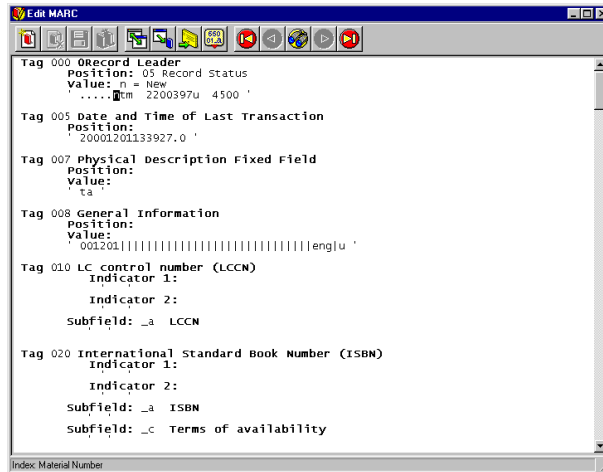 Edit MARC
650
01_a
Tag 000 0Record Leader
Position: 05 Record Status
Value: n = New
' .....ntm  2200397u  4500 '
Tag 005 Date and Time of Last Transaction
Position:
' 20001201133927.0 '
Tag 007 Physical Description Fixed Field
Position:
Value:
' ta '
Tag 008 General Information
Position:
Value:
' 001201|||||||||||||||||||||||||||||eng|u '
Tag 010 LC control number (LCCN)
Indicator 1:
' '
Indicator 2:
' '
Subfield: _a LCCN
' '
Tag 020 International Standard Book Number (ISBN)
Indicator 1:
' '
Indicator 2:
' '
Subfield: _a ISBN
' '
Subfield: _c Terms of availability
Index: Material Number